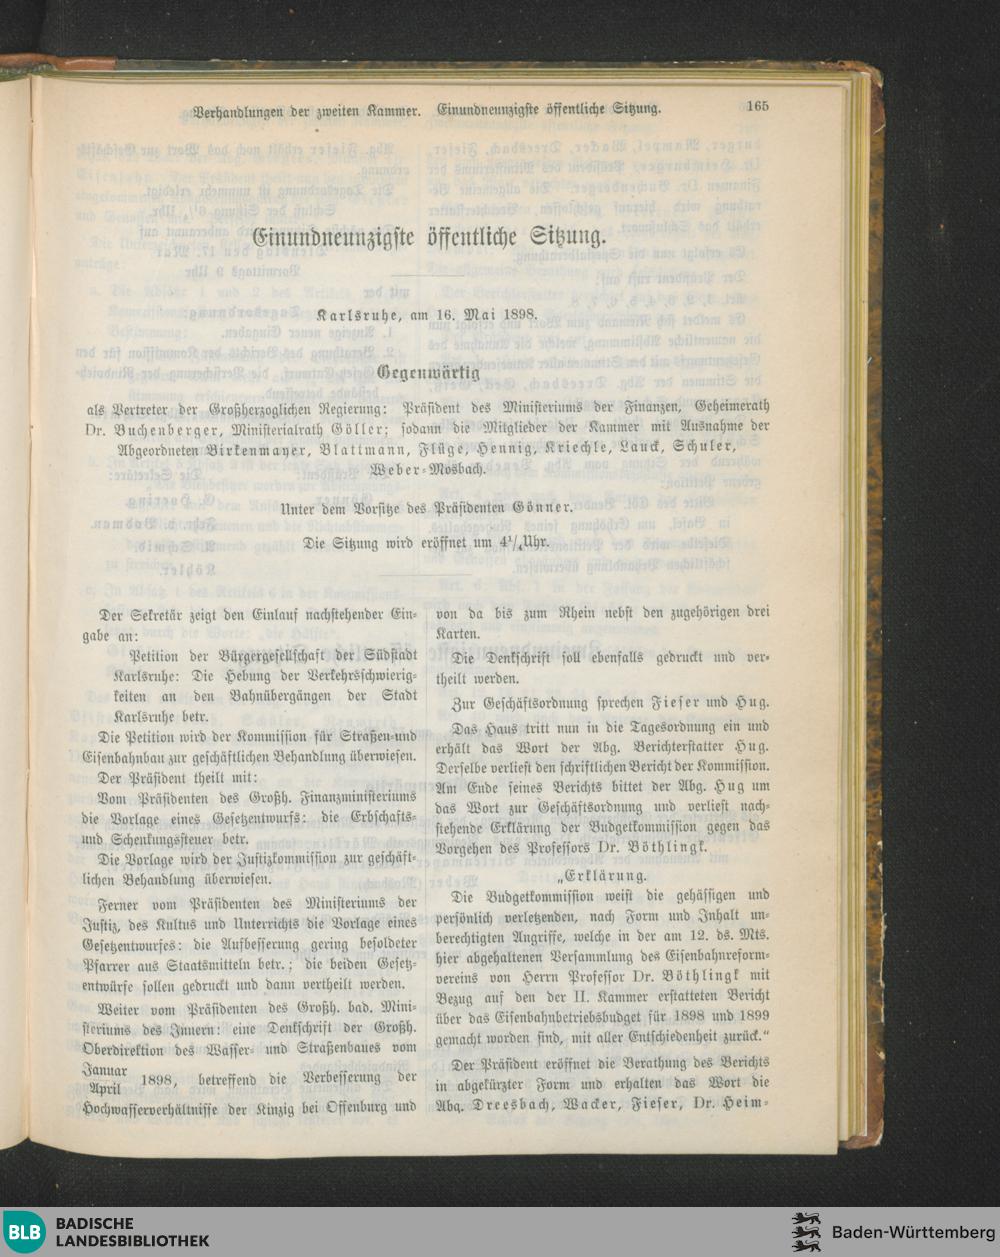 Verhandlungen der zweiten Kammer. Einundneunzigste öffentliche Sitzung. 165
Einundneunzigste öffentliche Sitzung.
Karlsruhe, am 16. Mai 1898.
Gegenwärtig
als Vertreter der Großherzoglichen Regierung: Präsident des Ministeriums der Finanzen, Geheimerath
Dr. Buchenberger, Ministerialrath Göller; sodann die Mitglieder der Kammer mit Ausnahme der
Abgeordneten Birkenmayer, Blattmann, Flüge, Hennig, Kriechle, Lauck, Schuler,
Weber-Mosbach.
Unter dem Vorsitze des Präsidenten Gönner.
Die Sitzung wird eröffnet um 4¼ Uhr.
Der Sekretär zeigt den Einlauf nachstehender Ein-
gabe an:
Petition der Bürgergesellschaft der Südstadt
Karlsruhe: Die Hebung der Verkehrsschwierig-
keiten an den Bahnübergängen der Stadt
Karlsruhe betr.
Die Petition wird der Kommission für Straßen-und
Eisenbahnbau zur geschäftlichen Behandlung überwiesen.
Der Präsident theilt mit:
Vom Präsidenten des Großh. Finanzministeriums
die Vorlage eines Gesetzentwurfs: die Erbschafts-
und Schenkungssteuer betr.
Die Vorlage wird der Justizkommission zur geschäft-
lichen Behandlung überwiesen.
Ferner vom Präsidenten des Ministeriums der
Justiz, des Kultus und Unterrichts die Vorlage eines
Gesetzentwurfes: die Aufbesserung gering besoldeter
Pfarrer aus Staatsmitteln betr.; die beiden Gesetz-
entwürfe sollen gedruckt und dann vertheilt werden.
Weiter vom Präsidenten des Großh. bad. Mini-
steriums des Innern: eine Denkschrift der Großh.
Oberdirektion des Wasser- und Straßenbaues vom
Januar
April 1898, betreffend die Verbesserung der
Hochwasserverhältnisse der Kinzig bei Offenburg und
von da bis zum Rhein nebst den zugehörigen drei
Karten.
Die Denkschrift soll ebenfalls gedruckt und ver-
theilt werden.
Zur Geschäftsordnung sprechen Fieser und Hug.
Das Haus tritt nun in die Tagesordnung ein und
erhält das Wort der Abg. Berichterstatter Hug.
Derselbe verliest den schriftlichen Bericht der Kommission.
Am Ende seines Berichts bittet der Abg. Hug um
das Wort zur Geschäftsordnung und verliest nach-
stehende Erklärung der Budgetkommission gegen das
Vorgehen des Professors Dr. Böthlingk.
„Erklärung.
Die Budgetkommission weist die gehässigen und
persönlich verletzenden, nach Form und Inhalt un-
berechtigten Angriffe, welche in der am 12. ds. Mts.
hier abgehaltenen Versammlung des Eisenbahnreform-
vereins von Herrn Professor Dr. Böthlingk mit
Bezug auf den der II. Kammer erstatteten Bericht
über das Eisenbahnbetriebsbudget für 1898 und 1899
gemacht worden sind, mit aller Entschiedenheit zurück.“
Der Präsident eröffnet die Berathung des Berichts
in abgekürzter Form und erhalten das Wort die
Abg. Dreesbach, Wacker, Fieser, Dr. Heim-
BLB BADISCHE
LANDESBIBLIOTHEK
Baden-Württemberg